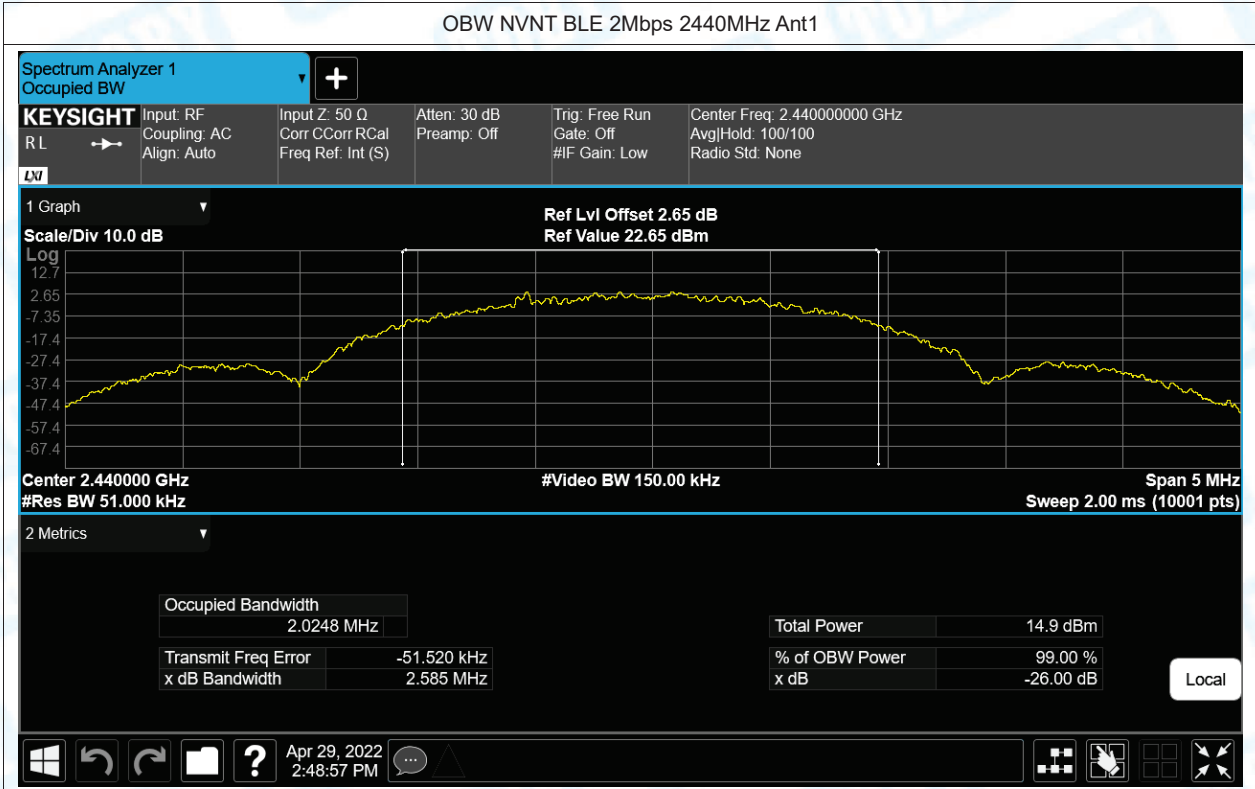 OBW NVNT BLE 2Mbps 2440MHz Ant1
Spectrum Analyzer 1
Occupied BW
KEYSIGHT
R L
LXI
Input: RF
Coupling: AC
Align: Auto
Input Z: 50 Ω
Corr CCorr RCal
Freq Ref: Int (S)
Atten: 30 dB
Preamp: Off
Trig: Free Run
Gate: Off
#IF Gain: Low
Center Freq: 2.440000000 GHz
Avg|Hold: 100/100
Radio Std: None
1 Graph
Scale/Div 10.0 dB
Ref Lvl Offset 2.65 dB
Ref Value 22.65 dBm
Log
12.7
2.65
-7.35
-17.4
-27.4
-37.4
-47.4
-57.4
-67.4
Center 2.440000 GHz
#Res BW 51.000 kHz
#Video BW 150.00 kHz
Span 5 MHz
Sweep 2.00 ms (10001 pts)
2 Metrics
Occupied Bandwidth
2.0248 MHz
Transmit Freq Error -51.520 kHz
x dB Bandwidth 2.585 MHz
Total Power 14.9 dBm
% of OBW Power 99.00 %
x dB -26.00 dB
Local
?
Apr 29, 2022
2:48:57 PM